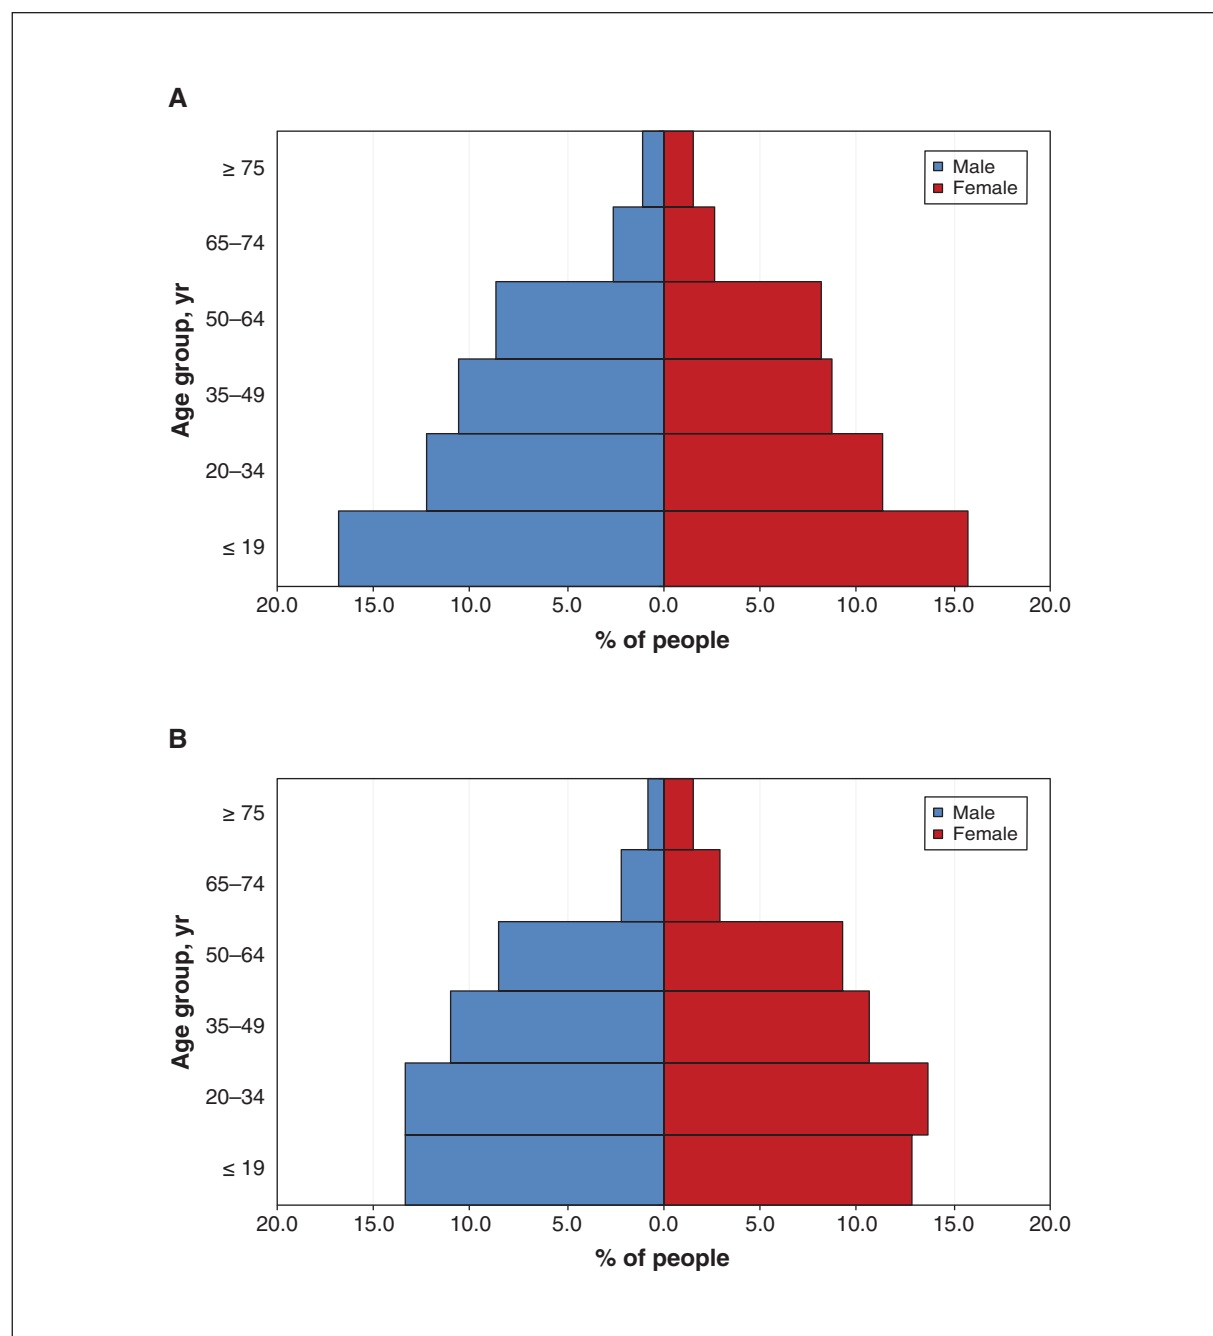 A
≥ 75
65–74
50–64
35–49
20–34
≤ 19
Age group, yr
Male
Female
20.0 15.0 10.0 5.0 0.0 5.0 10.0 15.0 20.0
% of people
B
≥ 75
65–74
50–64
35–49
20–34
≤ 19
Age group, yr
Male
Female
20.0 15.0 10.0 5.0 0.0 5.0 10.0 15.0 20.0
% of people